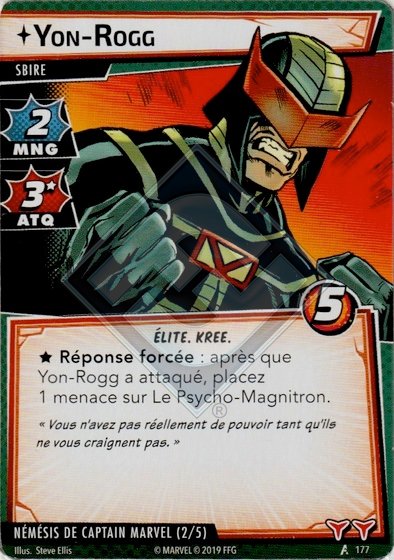 Yon-Rogg
SBIRE
2
MNG
3★
ATQ
5
ÉLITE. KREE.
★ Réponse forcée : après que
Yon-Rogg a attaqué, placez
1 menace sur Le Psycho-Magnitron.
« Vous n'avez pas réellement de pouvoir tant qu'ils
ne vous craignent pas. »
NÉMÉSIS DE CAPTAIN MARVEL (2/5)
Illus. Steve Ellis
© MARVEL © 2019 FFG
177